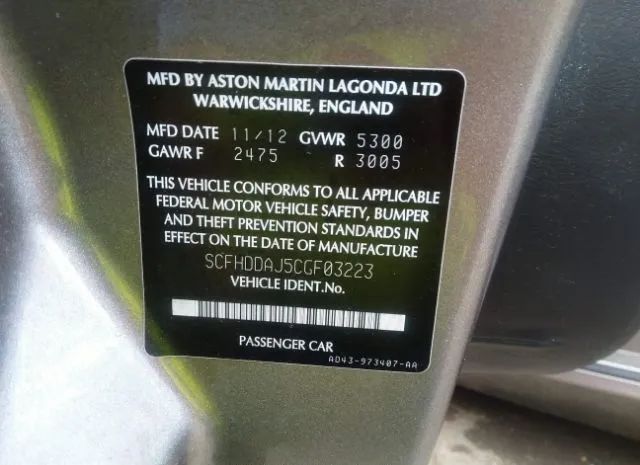 MFD BY ASTON MARTIN LAGONDA LTD
WARWICKSHIRE, ENGLAND
MFD DATE 11/12 GVWR 5300
GAWR F 2475 R 3005
THIS VEHICLE CONFORMS TO ALL APPLICABLE
FEDERAL MOTOR VEHICLE SAFETY, BUMPER
AND THEFT PREVENTION STANDARDS IN
EFFECT ON THE DATE OF MANUFACTURE
SCFHDDAJ5CGF03223
VEHICLE IDENT.No.
PASSENGER CAR
AD43-973407-AA